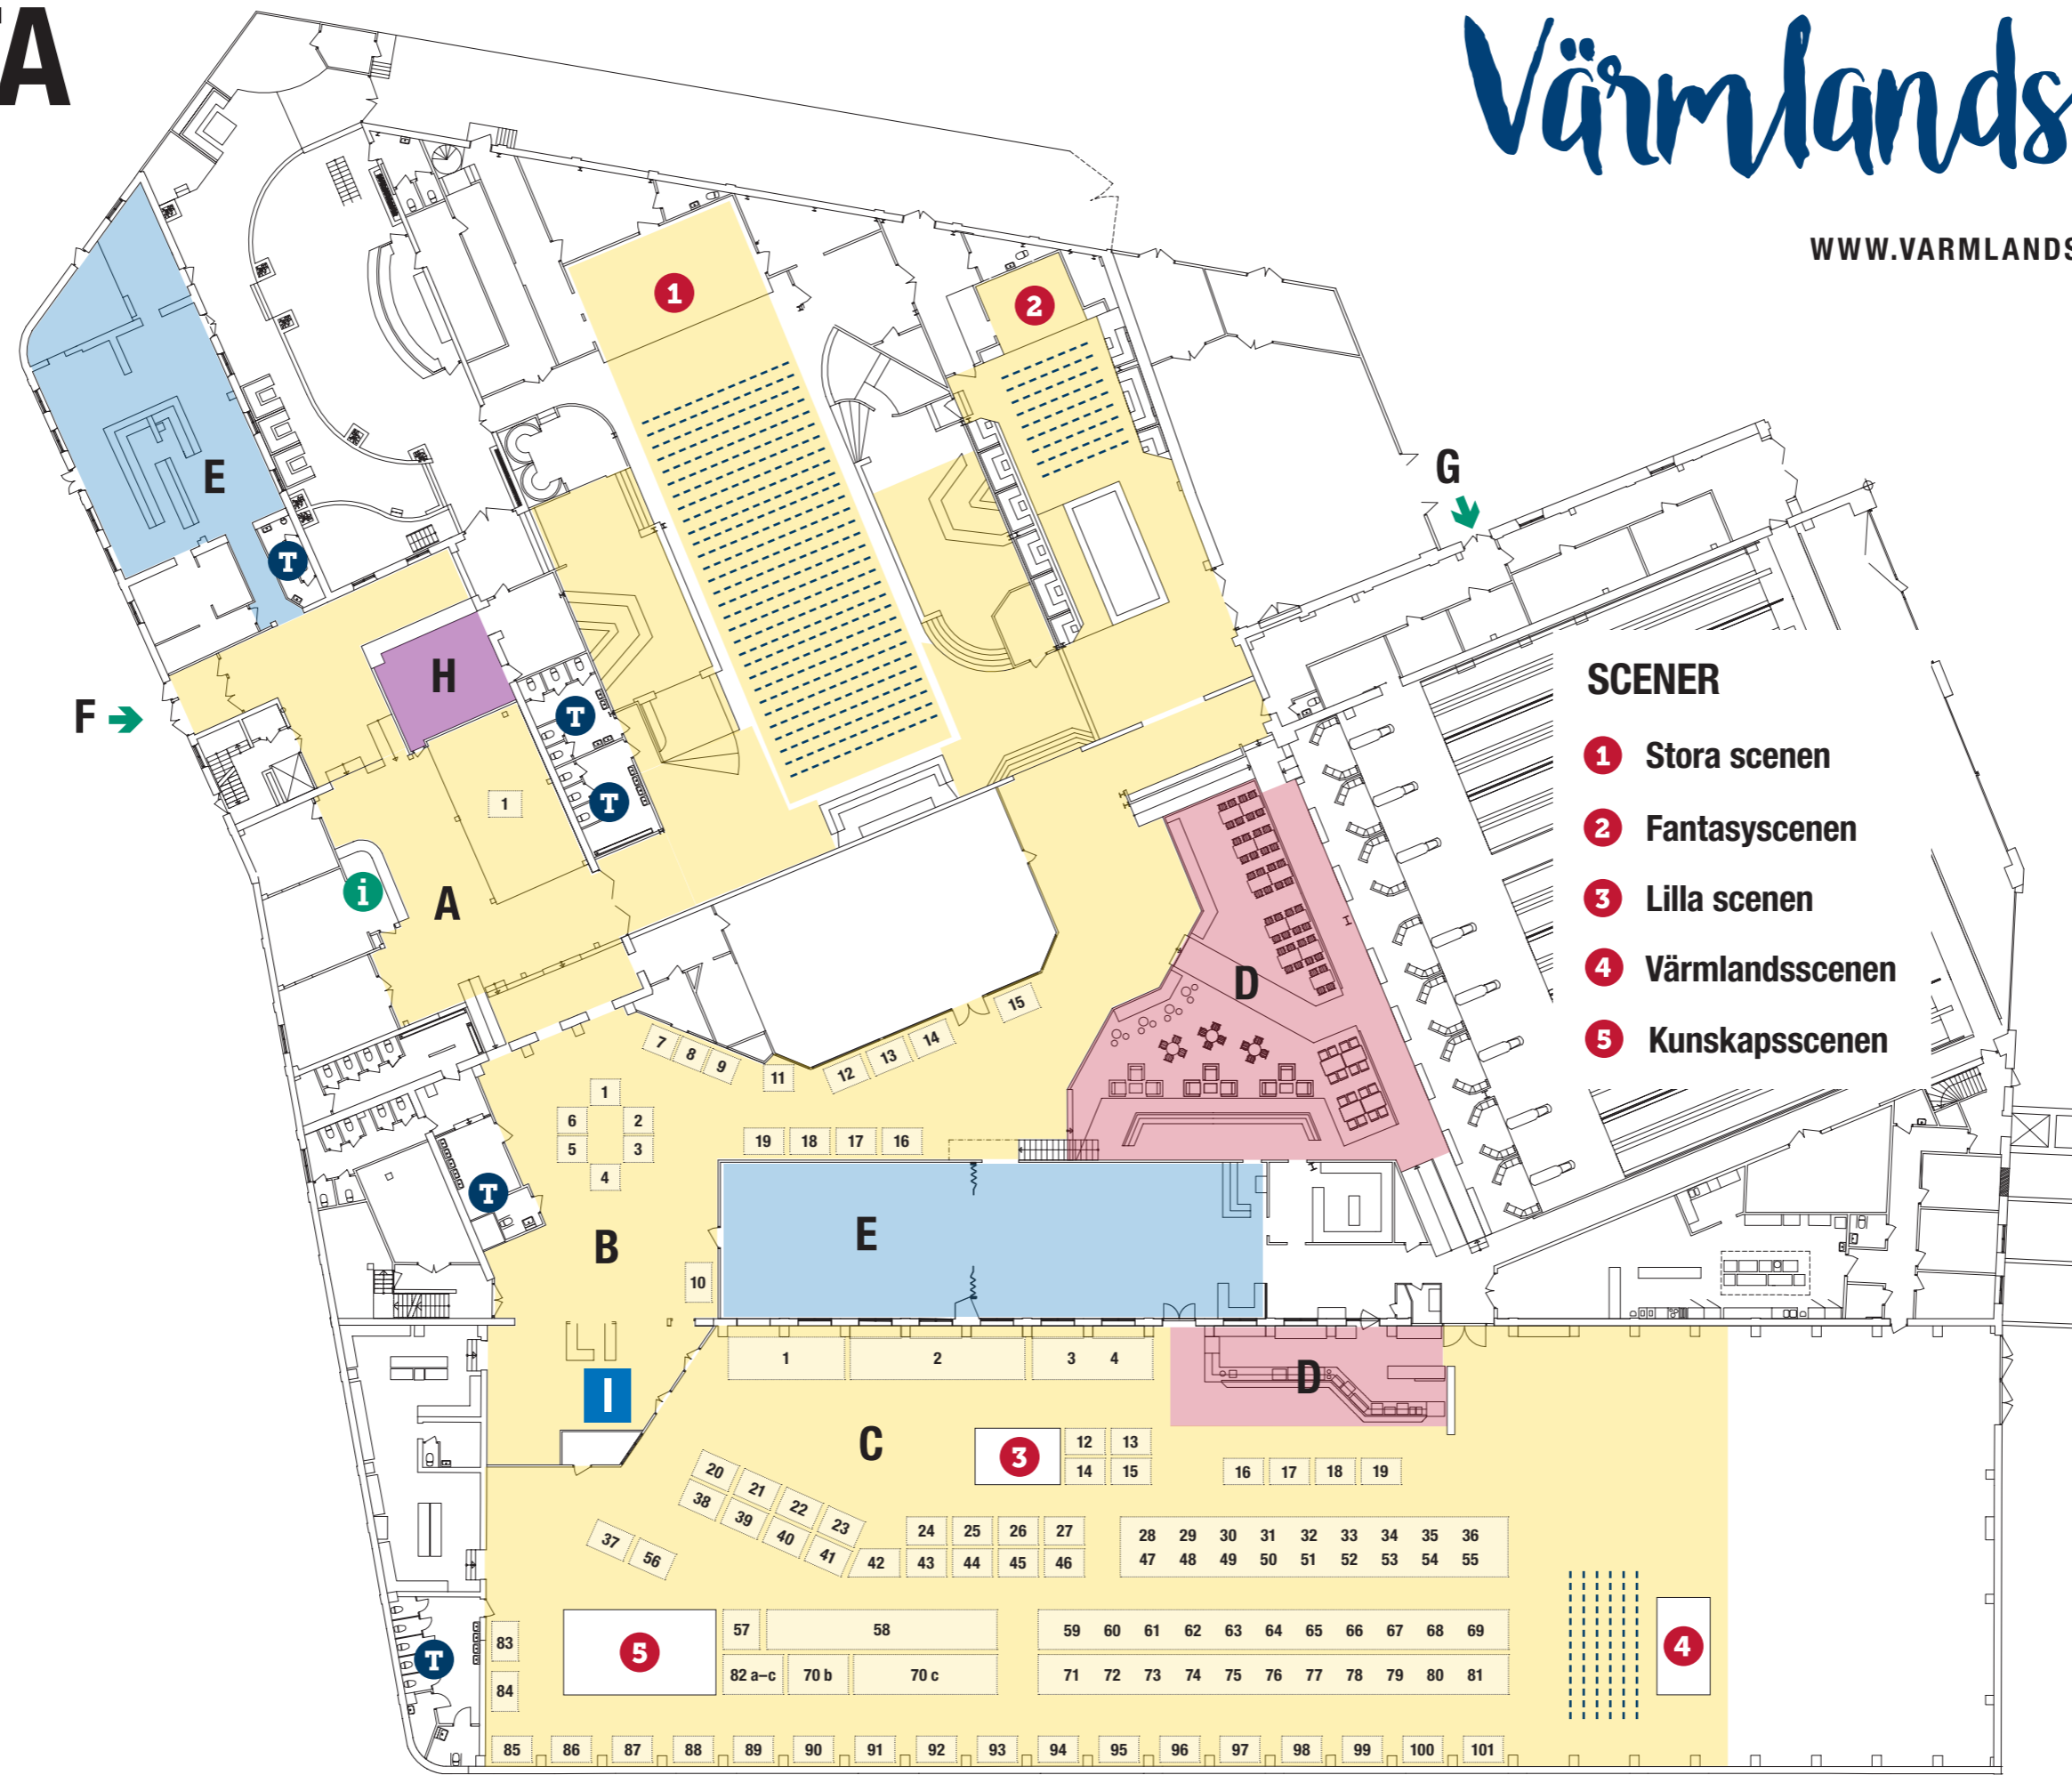 TA
Värmlands
WWW.VARMLANDS
1
2
G
E
T
H
F
T
T
1
i
A
SCENER
1 Stora scenen
2 Fantasyscenen
3 Lilla scenen
4 Värmlandsscenen
5 Kunskapsscenen
D
15
7 8 9 11 12 13 14
1
6 2
5 3
4
19 18 17 16
T
B
E
10
1 2 3 4
D
I
C
3
12 13
14 15
16 17 18 19
20 21 22 23
38 39 40 41
37 56
24 25 26 27
42 43 44 45 46
28 29 30 31 32 33 34 35 36
47 48 49 50 51 52 53 54 55
57 58
59 60 61 62 63 64 65 66 67 68 69
5
4
T
83
82 a–c 70 b 70 c
71 72 73 74 75 76 77 78 79 80 81
84
85 86 87 88 89 90 91 92 93 94 95 96 97 98 99 100 101